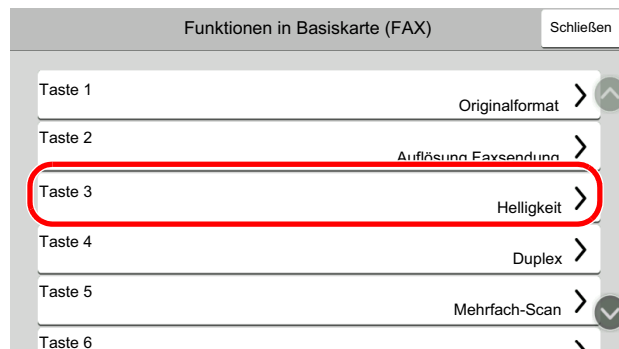 Funktionen in Basiskarte (FAX)
Schließen
Taste 1
Originalformat
Taste 2
Auflösung Faxsendung
Taste 3
Helligkeit
Taste 4
Duplex
Taste 5
Mehrfach-Scan
Taste 6